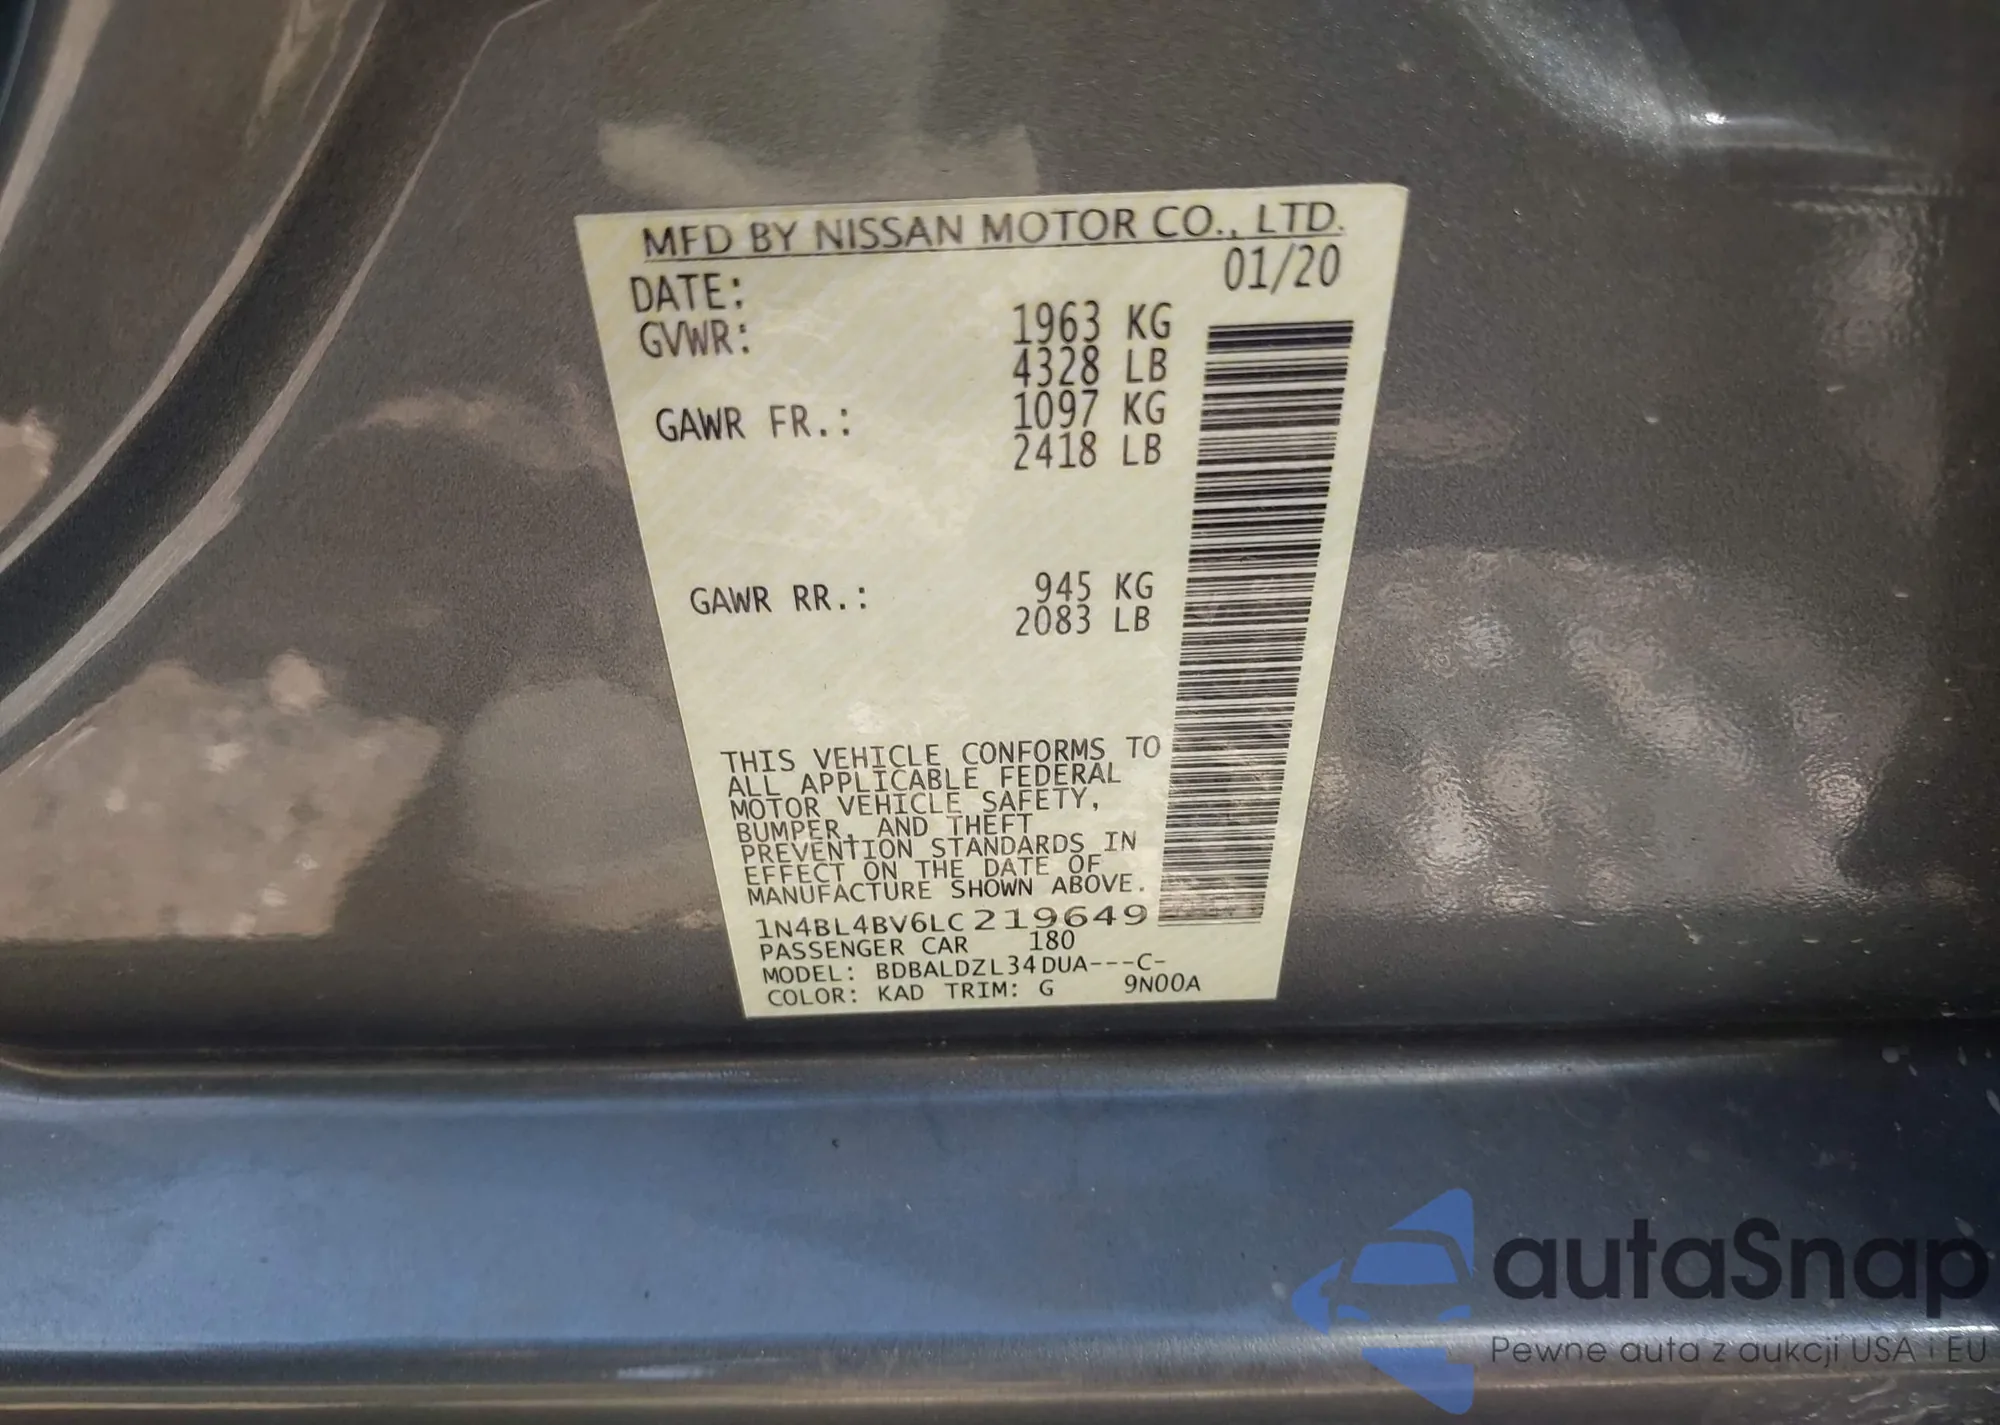 MFD BY NISSAN MOTOR CO., LTD.
DATE: 01/20
GVWR: 1963 KG
4328 LB
GAWR FR.: 1097 KG
2418 LB
GAWR RR.: 945 KG
2083 LB
THIS VEHICLE CONFORMS TO
ALL APPLICABLE FEDERAL
MOTOR VEHICLE SAFETY,
BUMPER, AND THEFT
PREVENTION STANDARDS IN
EFFECT ON THE DATE OF
MANUFACTURE SHOWN ABOVE.
1N4BL4BV6LC219649
PASSENGER CAR 180
MODEL: BDBALDZL34DUA---C-
COLOR: KAD TRIM: G 9N00A
autaSnap
Pewne auta z aukcji USA i EU